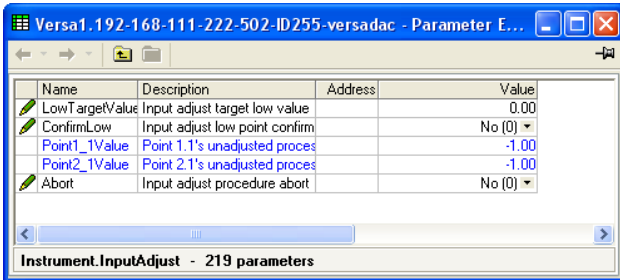 Versa1.192-168-111-222-502-ID255-versadac - Parameter E...
Name Description Address Value
LowTargetValue Input adjust target low value 0.00
ConfirmLow Input adjust low point confirm No (0)
Point1_1Value Point 1.1's unadjusted proces -1.00
Point2_1Value Point 2.1's unadjusted proces -1.00
Abort Input adjust procedure abort No (0)
Instrument.InputAdjust - 219 parameters